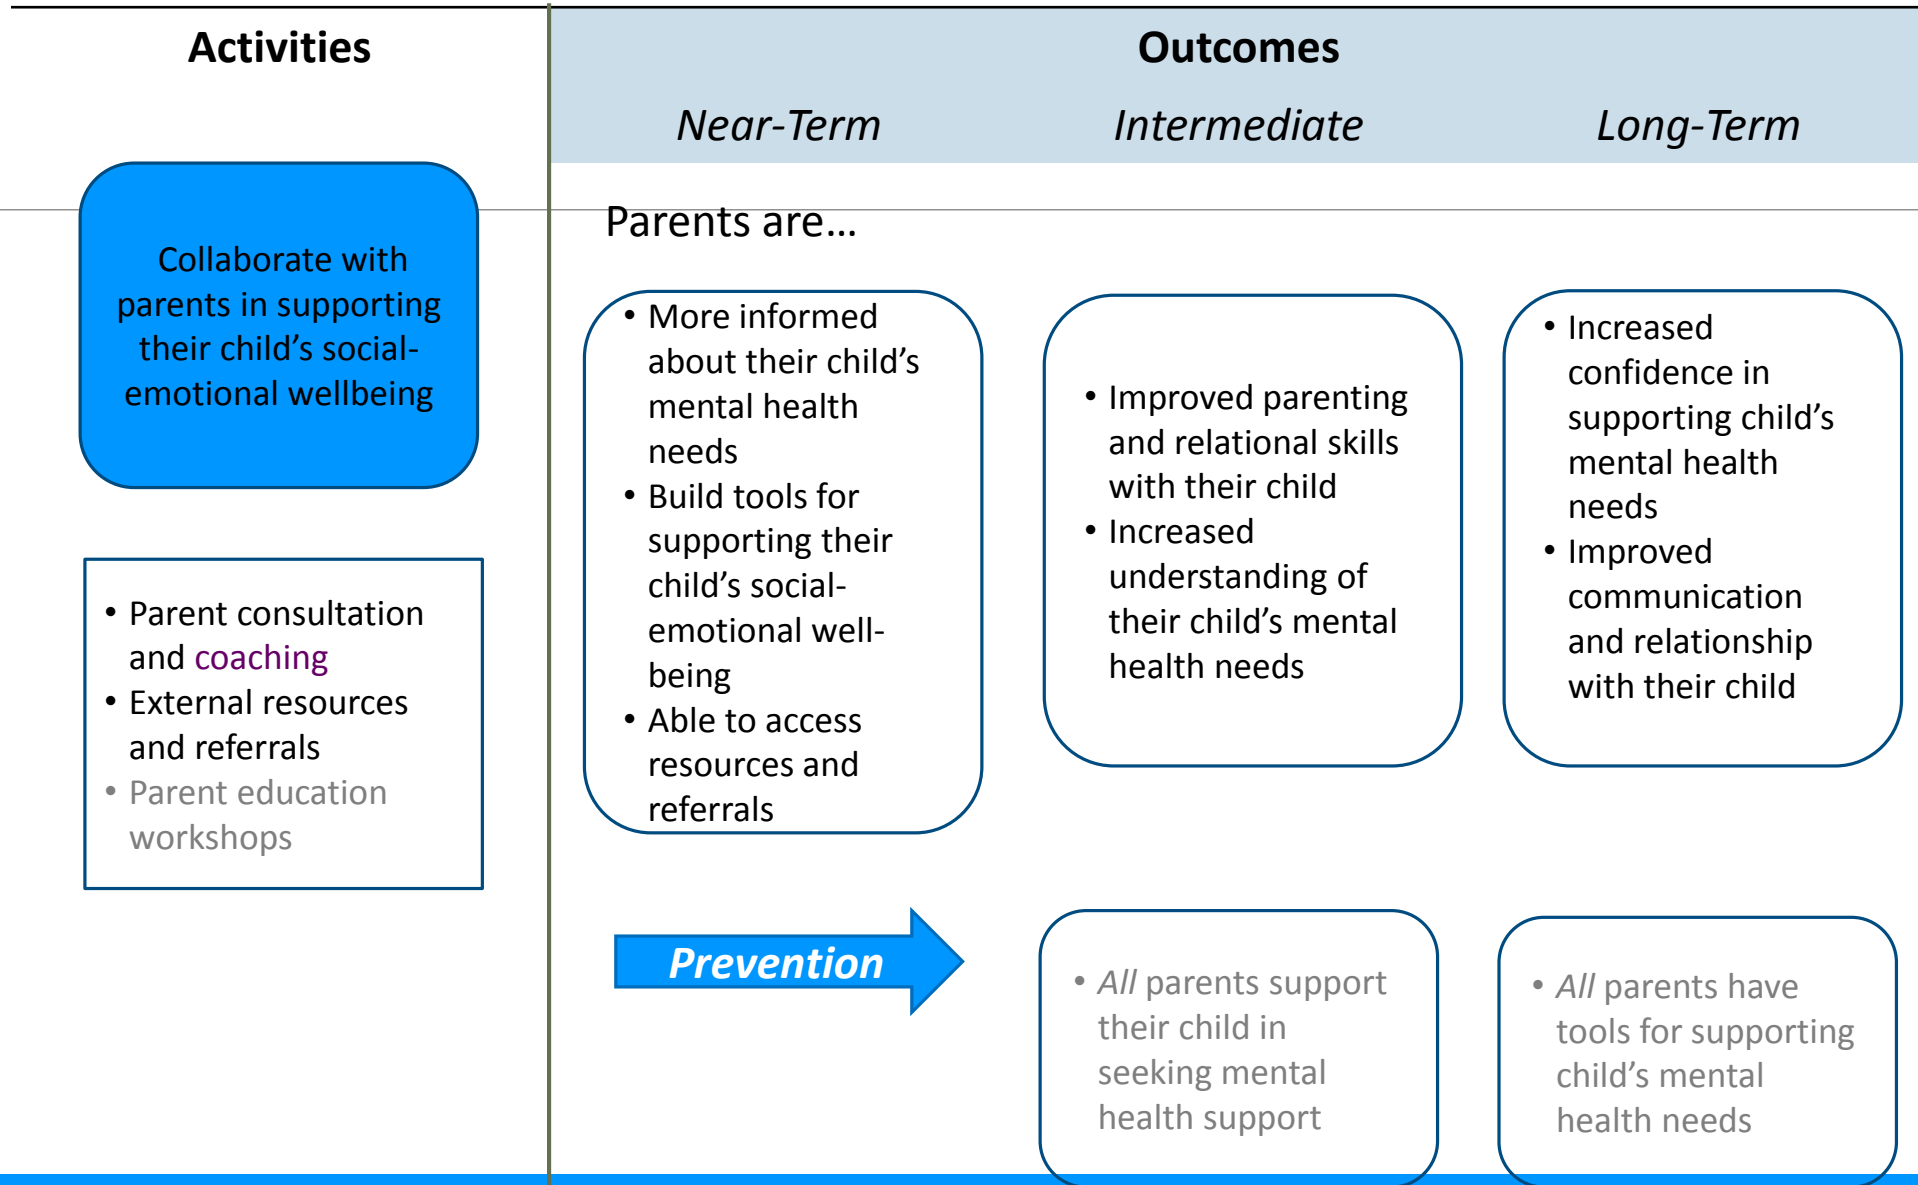 Activities
Outcomes
Near-Term
Intermediate
Long-Term
Collaborate with
parents in supporting
their child’s social-
emotional wellbeing
• Parent consultation
and coaching
• External resources
and referrals
• Parent education
workshops
Parents are…
• More informed
about their child’s
mental health
needs
• Build tools for
supporting their
child’s social-
emotional well-
being
• Able to access
resources and
referrals
• Improved parenting
and relational skills
with their child
• Increased
understanding of
their child’s mental
health needs
• Increased
confidence in
supporting child’s
mental health
needs
• Improved
communication
and relationship
with their child
Prevention
• All parents support
their child in
seeking mental
health support
• All parents have
tools for supporting
child’s mental
health needs